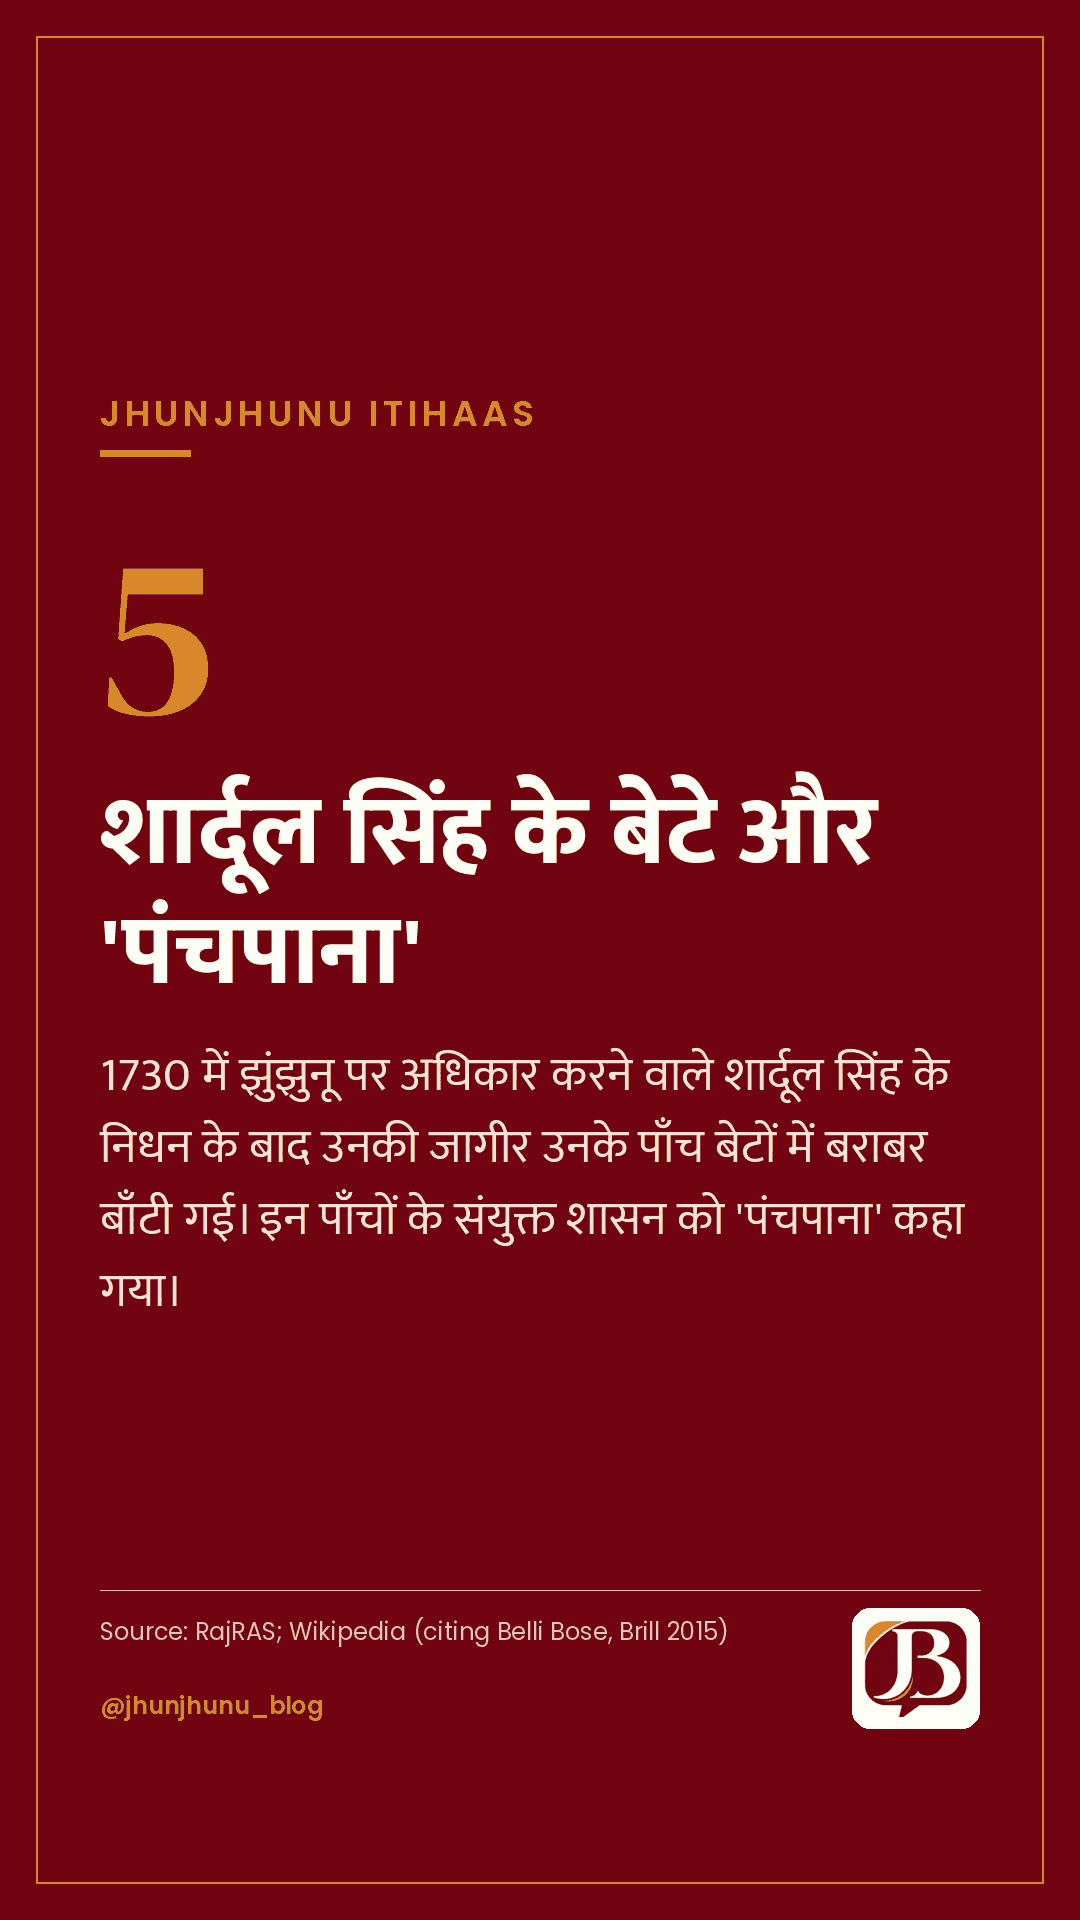 JHUNJHUNU ITIHAAS
5
शार्दूल सिंह के बेटे और
'पंचपाना'
1730 में झुंझुनू पर अधिकार करने वाले शार्दूल सिंह के
निधन के बाद उनकी जागीर उनके पाँच बेटों में बराबर
बाँटी गई। इन पाँचों के संयुक्त शासन को 'पंचपाना' कहा
गया।
Source: RajRAS; Wikipedia (citing Belli Bose, Brill 2015)
JB
@jhunjhunu_blog